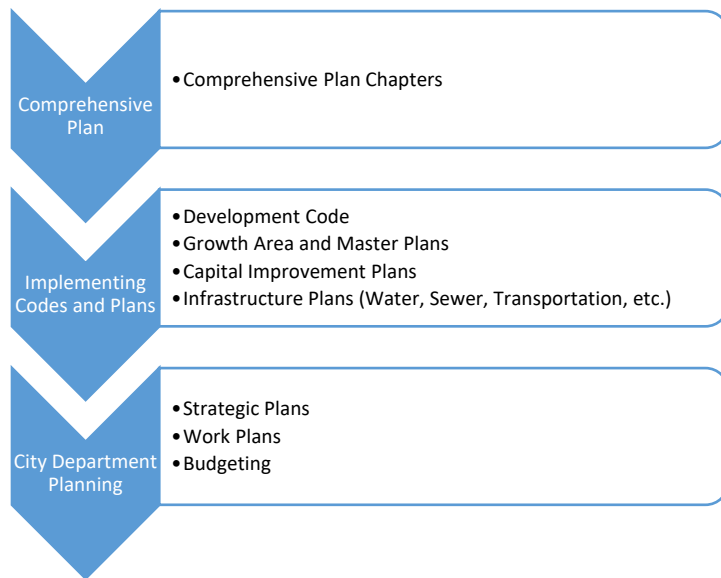 Comprehensive
Plan
•Comprehensive Plan Chapters
Implementing
Codes and Plans
•Development Code
•Growth Area and Master Plans
•Capital Improvement Plans
•Infrastructure Plans (Water, Sewer, Transportation, etc.)
City Department
Planning
•Strategic Plans
•Work Plans
•Budgeting